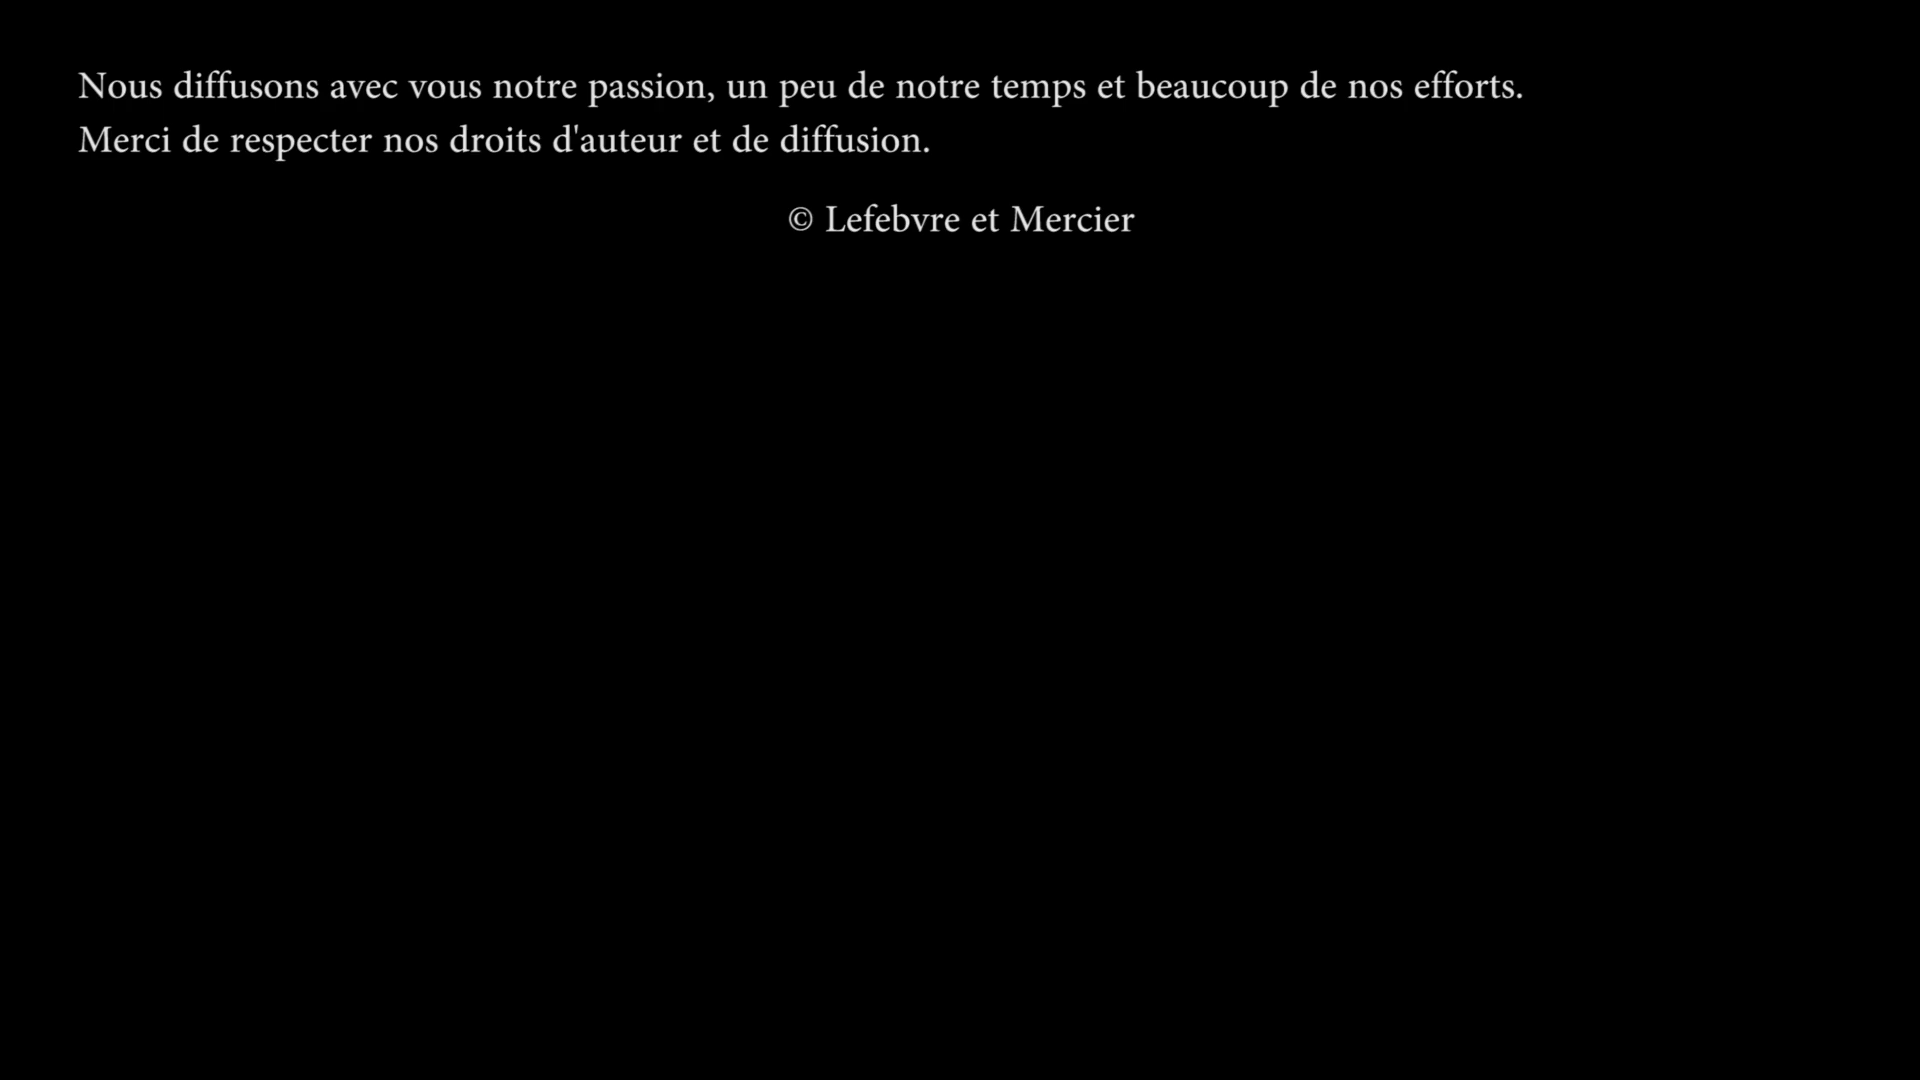 Nous diffusons avec vous notre passion, un peu de notre temps et beaucoup de nos efforts.
Merci de respecter nos droits d'auteur et de diffusion.
© Lefebvre et Mercier